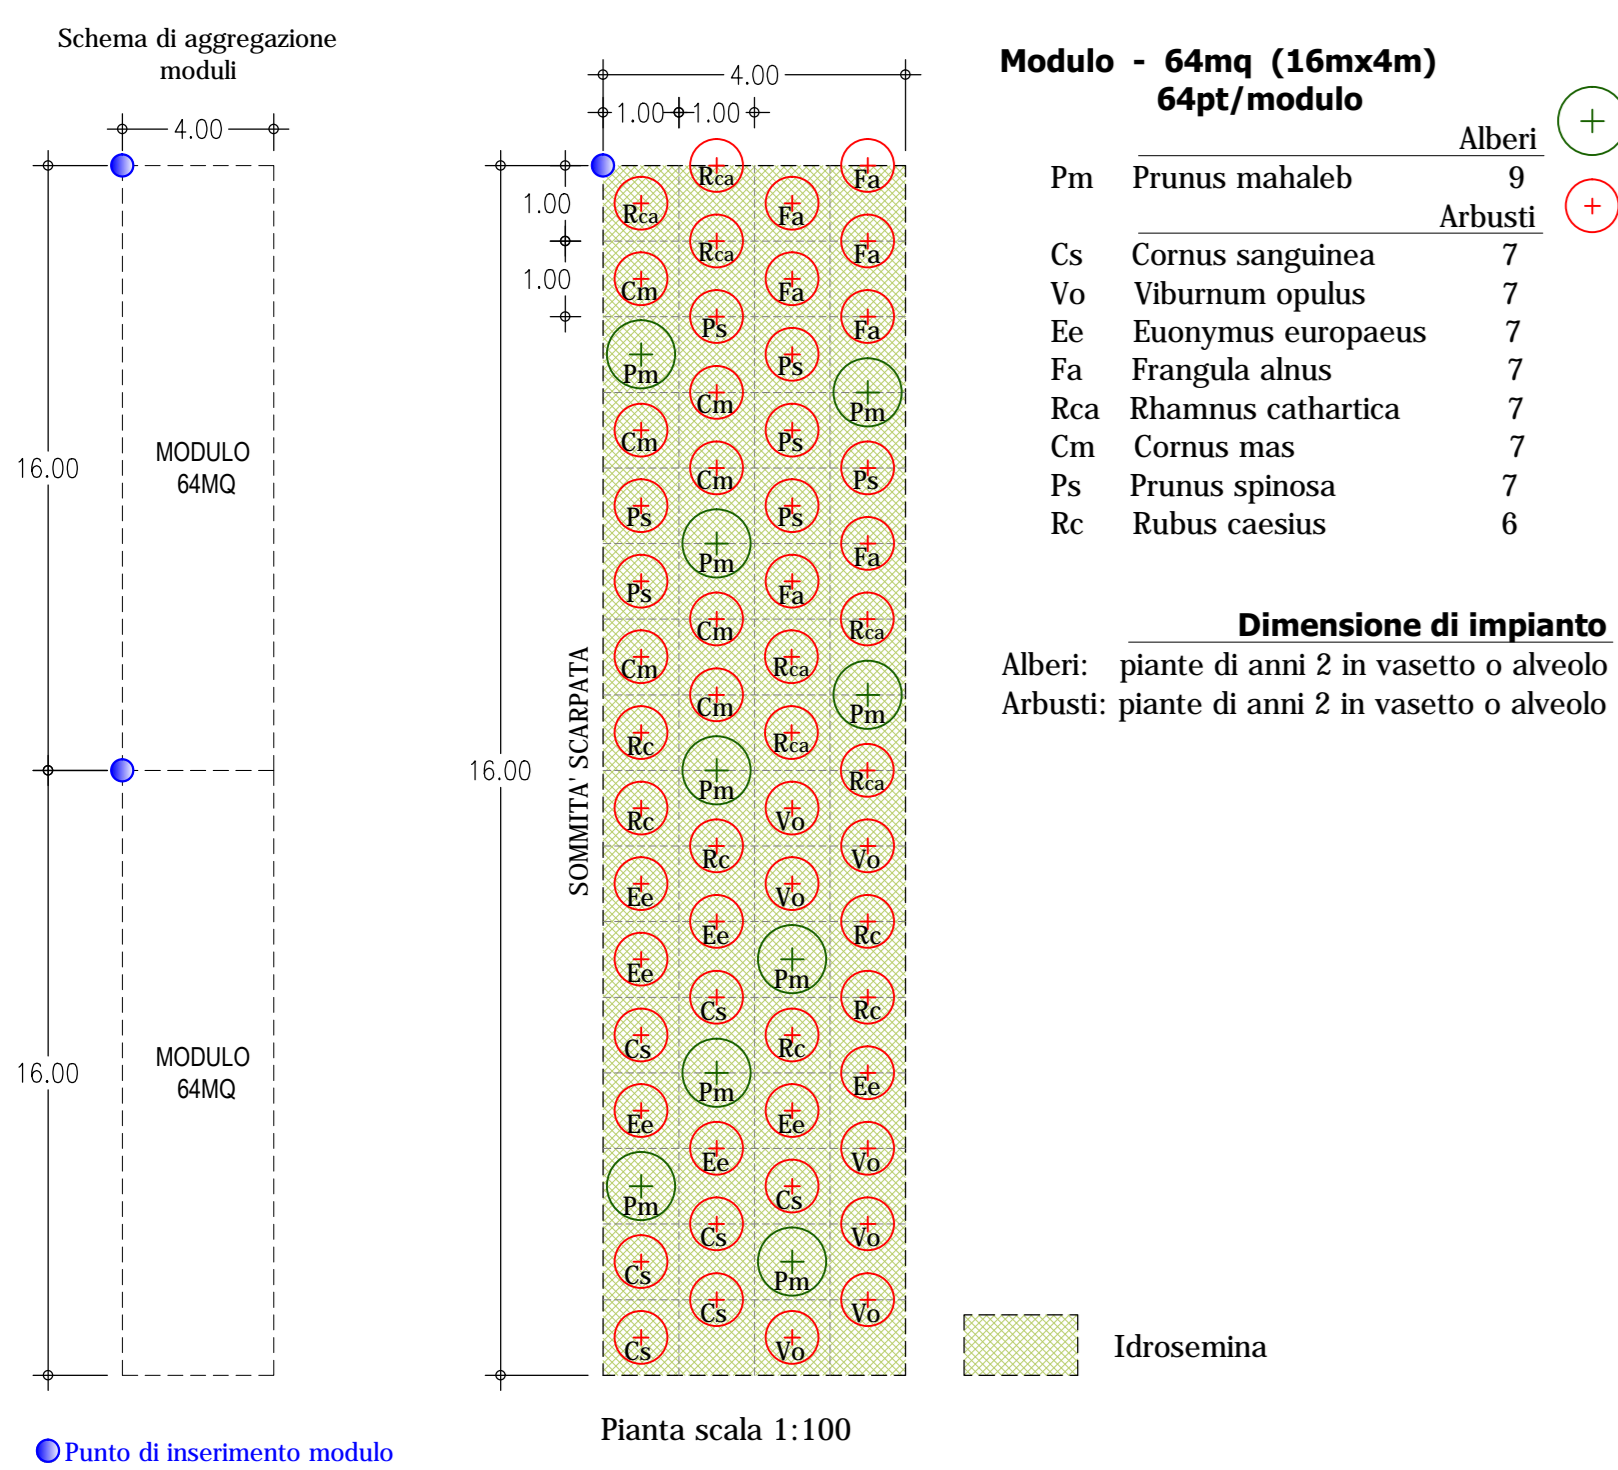 Schema di aggregazione
moduli
4.00
16.00
MODULO
64MQ
16.00
MODULO
64MQ
Punto di inserimento modulo
4.00
1.00 1.00
1.00
1.00
16.00
SOMMITA' SCARPATA
Rca Fa
Rca Fa
Rca Fa
Cm Fa
Ps Fa
Pm Ps
Cm Pm
Cm Ps
Cm Ps
Ps Ps
Pm Fa
Ps Fa
Cm Rca
Cm Rca
Cm Pm
Rc Rca
Pm Rca
Rc Vo
Rc Vo
Ee Vo
Ee Rc
Ee Pm
Cs Rc
Cs Rc
Pm Ee
Ee Ee
Ee Vo
Pm Cs
Cs Vo
Cs Pm
Cs Vo
Cs Vo
Pianta scala 1:100
Modulo - 64mq (16mx4m)
64pt/modulo
Alberi
Pm Prunus mahaleb 9
Arbusti
Cs Cornus sanguinea 7
Vo Viburnum opulus 7
Ee Euonymus europaeus 7
Fa Frangula alnus 7
Rca Rhamnus cathartica 7
Cm Cornus mas 7
Ps Prunus spinosa 7
Rc Rubus caesius 6
Dimensione di impianto
Alberi: piante di anni 2 in vasetto o alveolo
Arbusti: piante di anni 2 in vasetto o alveolo
Idrosemina